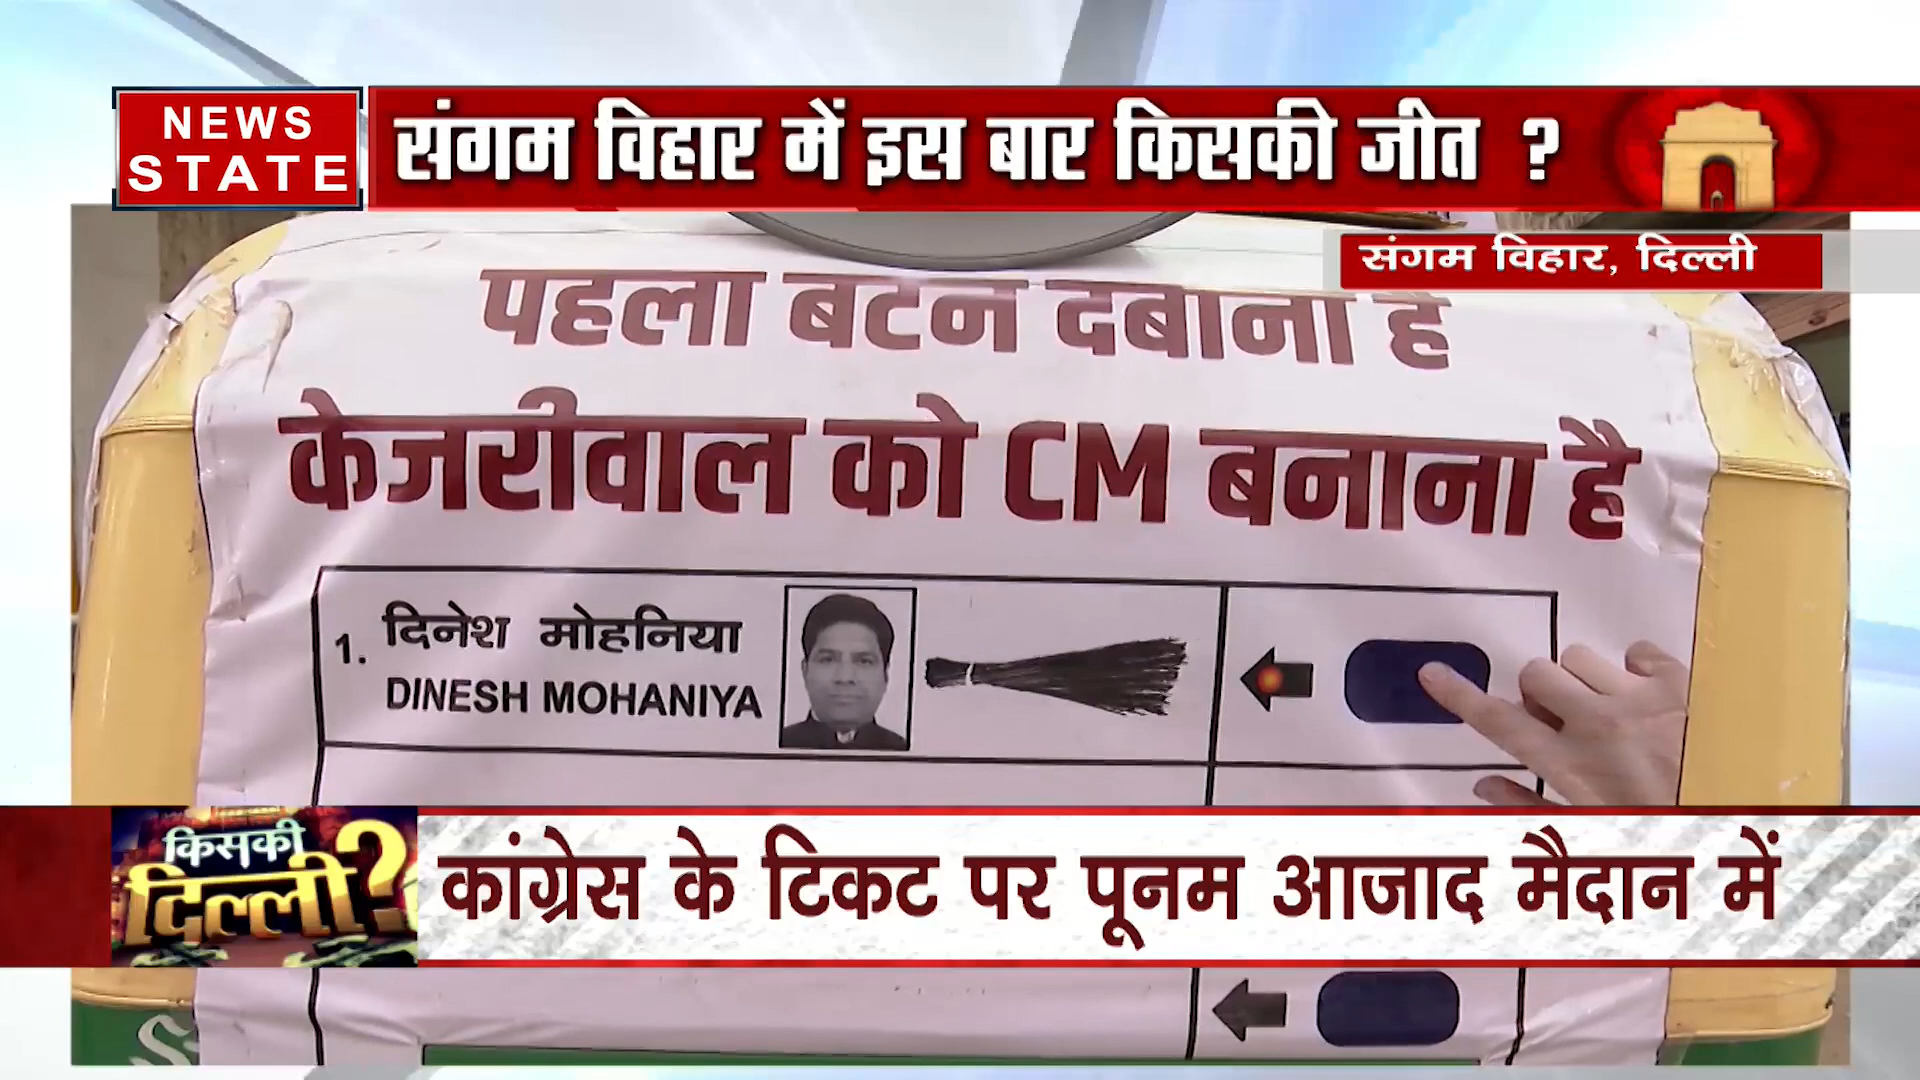 NEWS
STATE
संगम विहार में इस बार किसकी जीत ?
संगम विहार, दिल्ली
पहला बटन दबाना है
केजरीवाल को CM बनाना है
1. दिनेश मोहनिया
DINESH MOHANIYA
किसकी
दिल्ली?
कांग्रेस के टिकट पर पूनम आजाद मैदान में